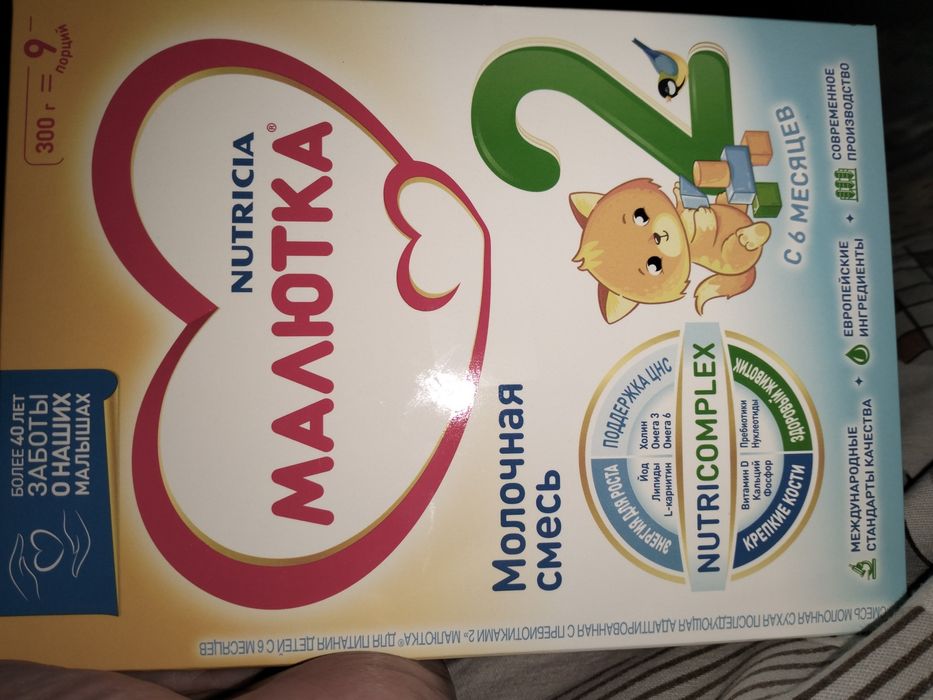 БОЛЕЕ 40 ЛЕТ
ЗАБОТЫ
О НАШИХ
МАЛЫШАХ
300 г = 9
порций
NUTRICIA
МАЛЮТКА®
Молочная
смесь
2
С 6 МЕСЯЦЕВ
ЭНЕРГИЯ ДЛЯ РОСТА
Йод
Липиды
L-карнитин
ПОДДЕРЖКА ЦНС
Холин
Омега 3
Омега 6
NUTRICOMPLEX
КРЕПКИЕ КОСТИ
Витамин D
Кальций
Фосфор
ЗДОРОВЫЙ ЖИВОТИК
Пребиотики
Нуклеотиды
МЕЖДУНАРОДНЫЕ
СТАНДАРТЫ КАЧЕСТВА
ЕВРОПЕЙСКИЕ
ИНГРЕДИЕНТЫ
СОВРЕМЕННОЕ
ПРОИЗВОДСТВО
СМЕСЬ МОЛОЧНАЯ СУХАЯ ПОСЛЕДУЮЩАЯ АДАПТИРОВАННАЯ С ПРЕБИОТИКАМИ 2» МАЛЮТКА® ДЛЯ ПИТАНИЯ ДЕТЕЙ С 6 МЕСЯЦЕВ